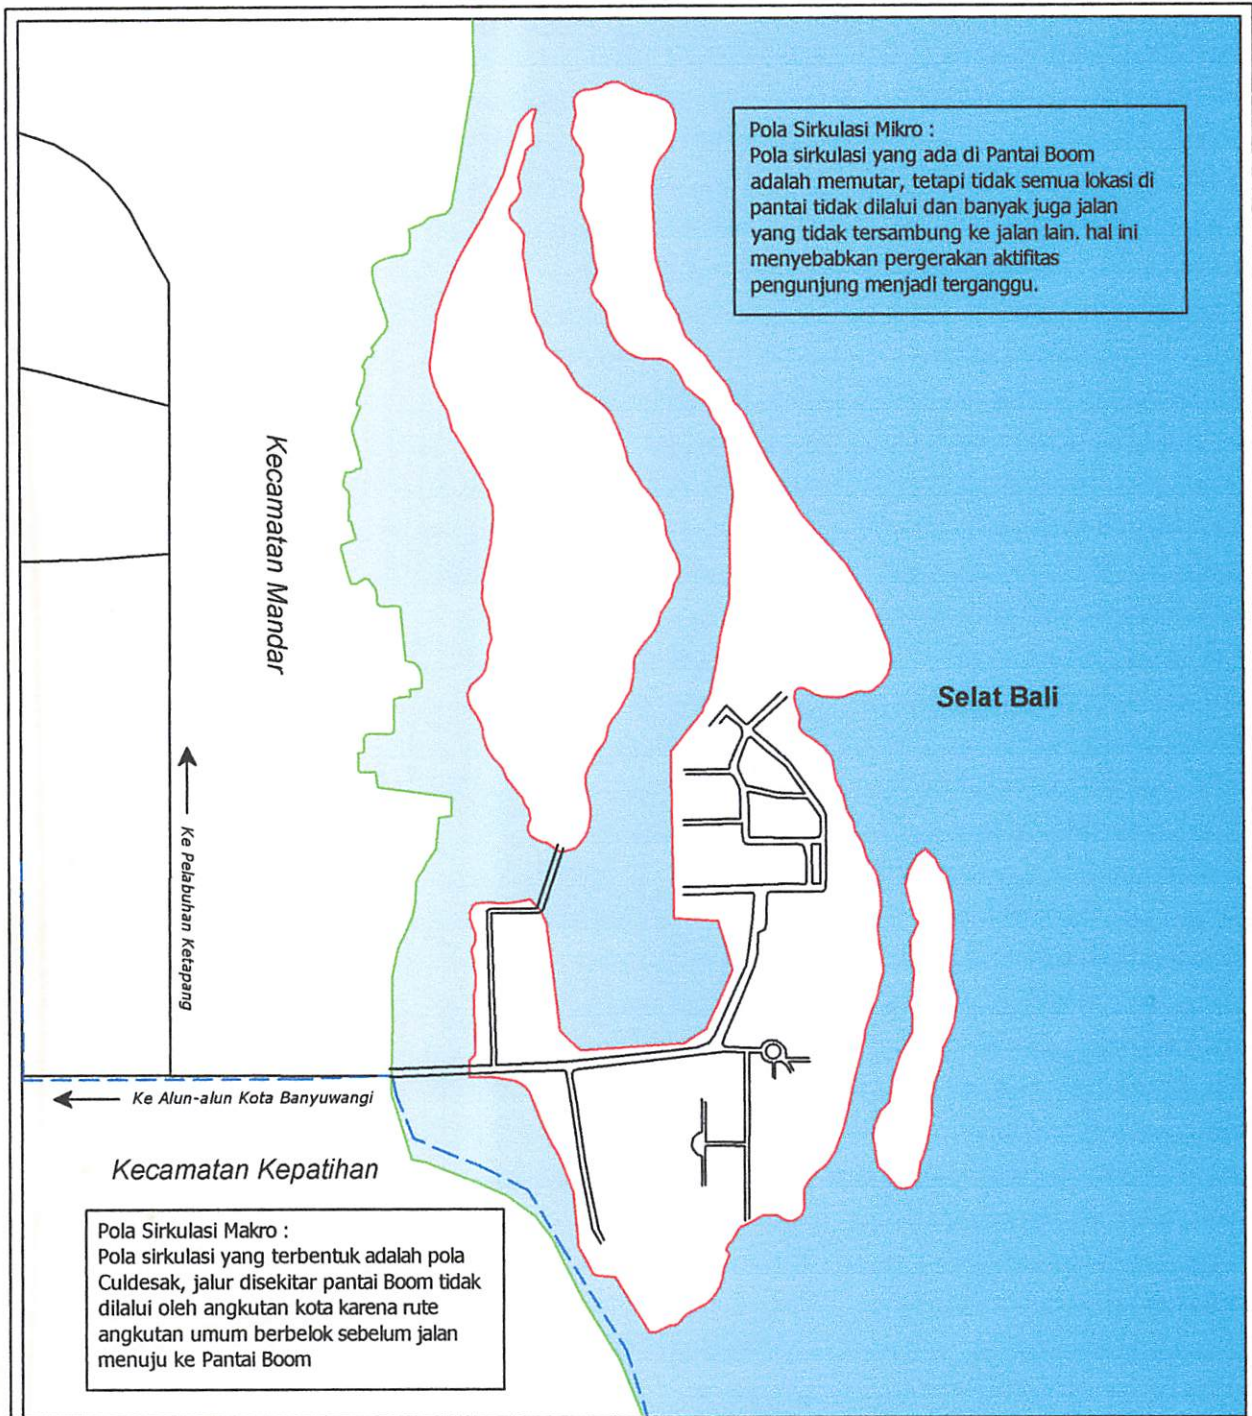 Pola Sirkulasi Mikro :
Pola sirkulasi yang ada di Pantai Boom
adalah memutar, tetapi tidak semua lokasi di
pantai tidak dilalui dan banyak juga jalan
yang tidak tersambung ke jalan lain. hal ini
menyebabkan pergerakan aktifitas
pengunjung menjadi terganggu.
Kecamatan Mandar
Selat Bali
Ke Pelabuhan Ketapang
Ke Alun-alun Kota Banyuwangi
Kecamatan Kepatihan
Pola Sirkulasi Makro :
Pola sirkulasi yang terbentuk adalah pola
Culdesak, jalur disekitar pantai Boom tidak
dilalui oleh angkutan kota karena rute
angkutan umum berbelok sebelum jalan
menuju ke Pantai Boom